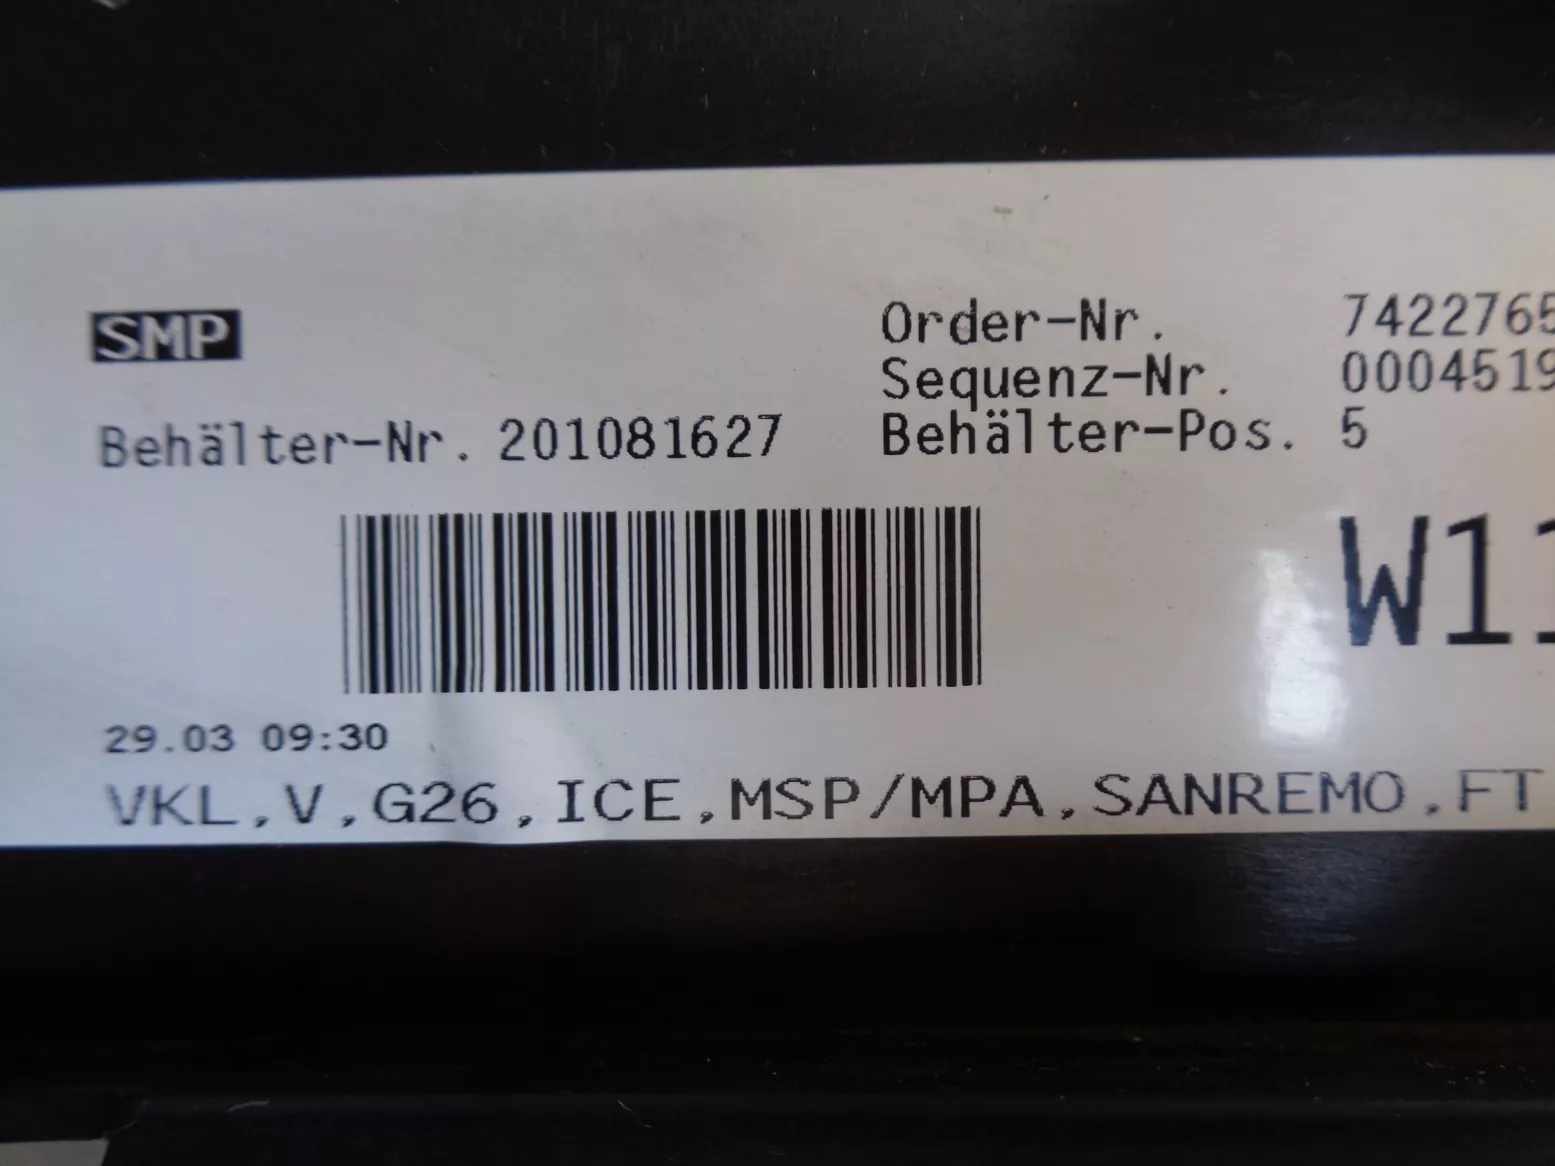 SMP
Order-Nr. 7422765
Sequenz-Nr. 0004519
Behälter-Nr. 201081627
Behälter-Pos. 5
W11
29.03 09:30
VKL,V,G26,ICE,MSP/MPA,SANREMO,FT